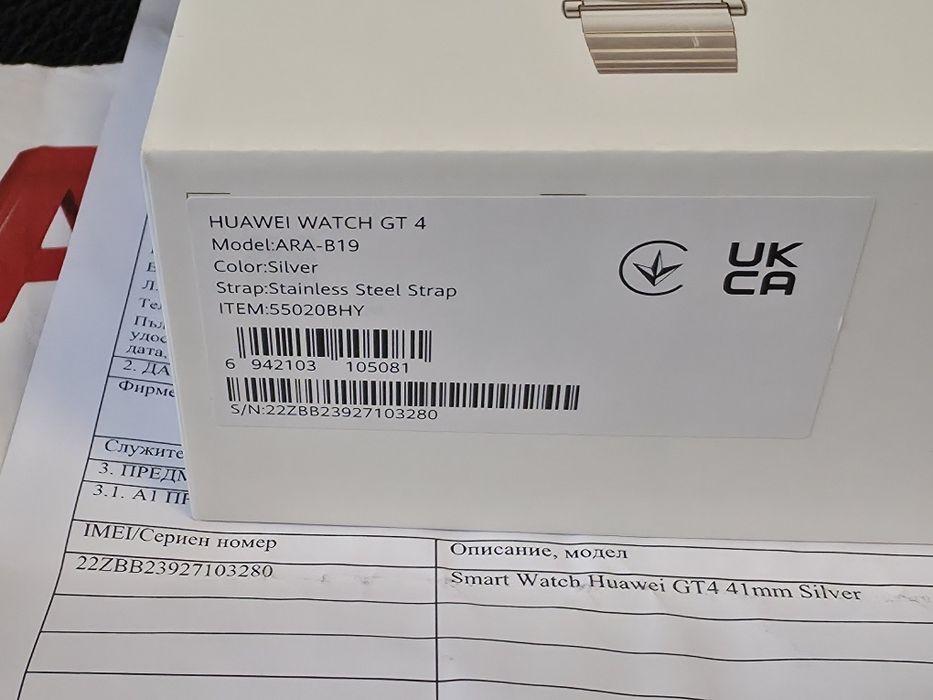 HUAWEI WATCH GT 4
Model:ARA-B19
Color:Silver
Strap:Stainless Steel Strap
ITEM:55020BHY
6 942103 105081
S/N:22ZBB23927103280
UK
CA
2. ДА
Служите
3. ПРЕДМ
3.1. А1 ПР
IMEI/Сериен номер
Описание, модел
22ZBB23927103280
Smart Watch Huawei GT4 41mm Silver